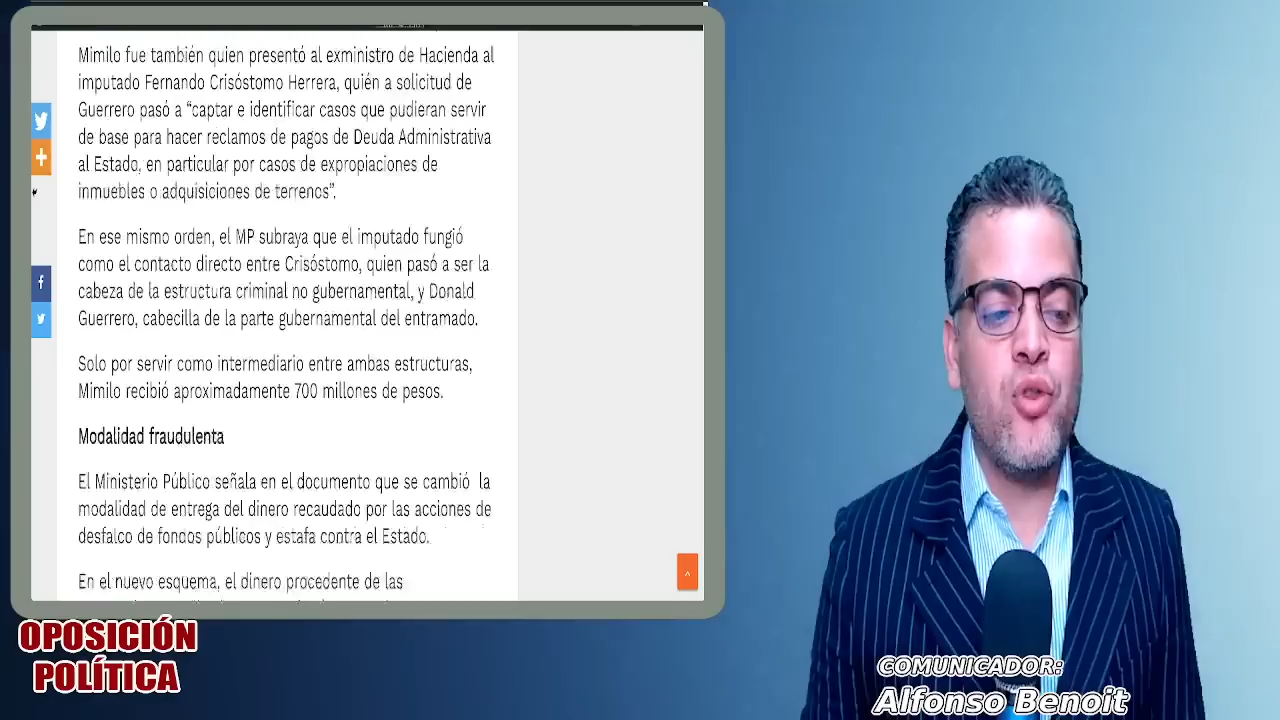 Mimilo fue también quien presentó al exministro de Hacienda al
imputado Fernando Crisóstomo Herrera, quién a solicitud de
Guerrero pasó a “captar e identificar casos que pudieran servir
de base para hacer reclamos de pagos de Deuda Administrativa
al Estado, en particular por casos de expropiaciones de
inmuebles o adquisiciones de terrenos”.
En ese mismo orden, el MP subraya que el imputado fungió
como el contacto directo entre Crisóstomo, quien pasó a ser la
cabeza de la estructura criminal no gubernamental, y Donald
Guerrero, cabecilla de la parte gubernamental del entramado.
Solo por servir como intermediario entre ambas estructuras,
Mimilo recibió aproximadamente 700 millones de pesos.
Modalidad fraudulenta
El Ministerio Público señala en el documento que se cambió la
modalidad de entrega del dinero recaudado por las acciones de
desfalco de fondos públicos y estafa contra el Estado.
En el nuevo esquema, el dinero procedente de las
OPOSICIÓN
POLÍTICA
COMUNICADOR:
Alfonso Benoit